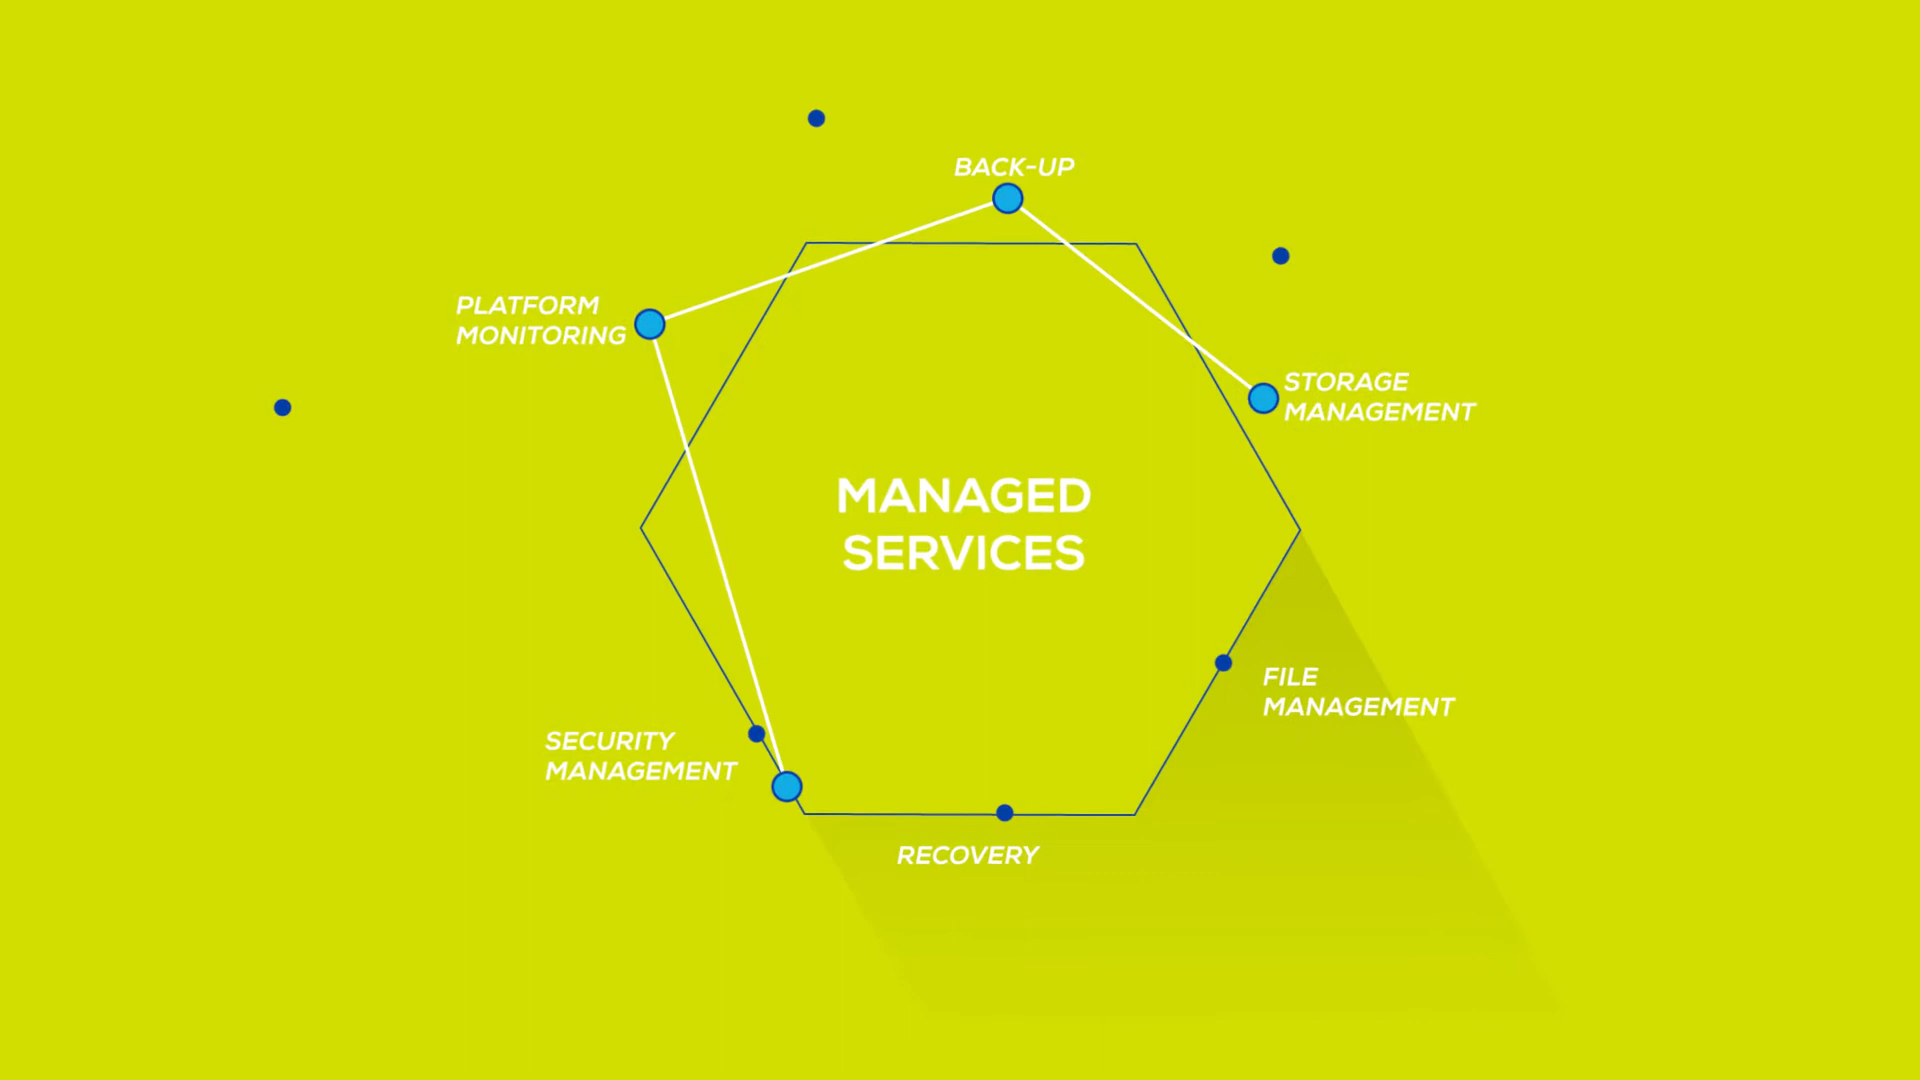 BACK-UP
PLATFORM
MONITORING
STORAGE
MANAGEMENT
MANAGED
SERVICES
FILE
MANAGEMENT
SECURITY
MANAGEMENT
RECOVERY